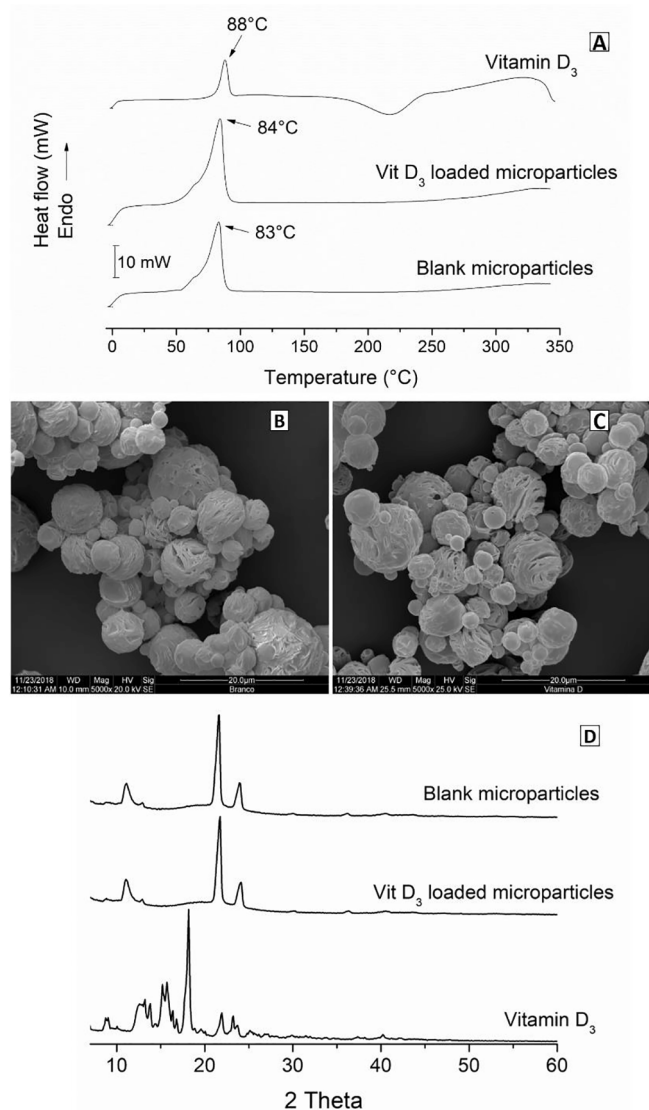 88°C
A
Vitamin D3
84°C
Vit D3 loaded microparticles
83°C
Blank microparticles
10 mW
Heat flow (mW)
Endo
0 50 100 150 200 250 300 350
Temperature (°C)
B
C
11/23/2018 WD Mag HV Sig 20.0μm
12:10:31 AM 10.0 mm 5000x 20.0 kV SE Branco
11/23/2018 WD Mag HV Sig 20.0μm
12:39:36 AM 25.5 mm 5000x 25.0 kV SE Vitamina D
D
Blank microparticles
Vit D3 loaded microparticles
Vitamin D3
10 20 30 40 50 60
2 Theta